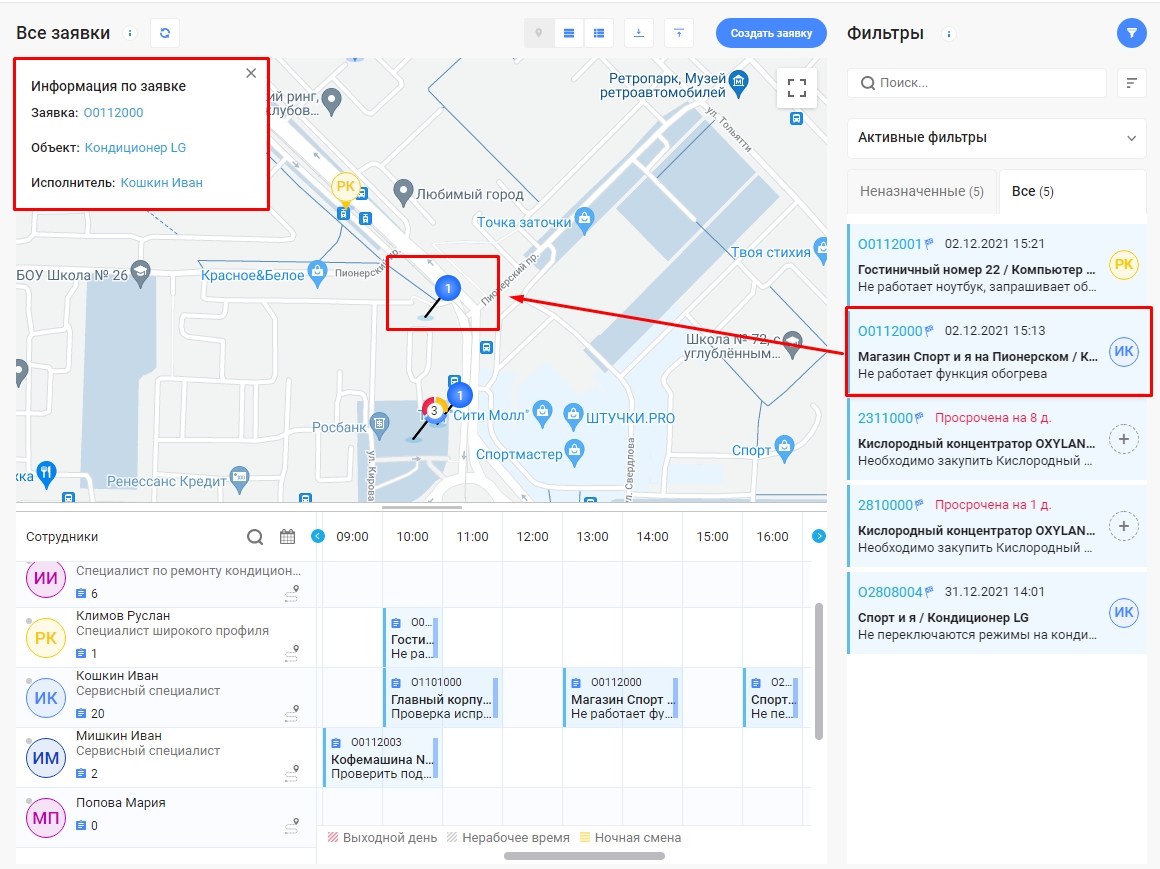 Все заявки
i
Создать заявку
Фильтры
i
Информация по заявке
Заявка: O0112000
Объект: Кондиционер LG
Исполнитель: Кошкин Иван
ий ринг,
клубов...
Ретропарк, Музей
ретроавтомобилей
ул. Тольятти
РК
Любимый город
Точка заточки
Твоя стихия
БОУ Школа № 26
Красное&Белое
Пионерский пр.
Пионерский пр.
1
Школа № 72, с
углублённым...
1
3
"Сити Молл"
ШТУЧКИ.PRO
Росбанк
Спортмастер
Спорт
Ренессанс Кредит
ул. Кирова
ул. Свердлова
Поиск...
Активные фильтры
Неназначенные (5)
Все (5)
O0112001 02.12.2021 15:21
Гостиничный номер 22 / Компьютер ...
Не работает ноутбук, запрашивает об...
РК
O0112000 02.12.2021 15:13
Магазин Спорт и я на Пионерском / К...
Не работает функция обогрева
ИК
2311000 Просрочена на 8 д.
Кислородный концентратор OXYLAN...
Необходимо закупить Кислородный ...
2810000 Просрочена на 1 д.
Кислородный концентратор OXYLAN...
Необходимо закупить Кислородный ...
O2808004 31.12.2021 14:01
Спорт и я / Кондиционер LG
Не переключаются режимы на конди...
ИК
Сотрудники
09:00 10:00 11:00 12:00 13:00 14:00 15:00 16:00
ИИ
Специалист по ремонту кондицион...
6
РК
Климов Руслан
Специалист широкого профиля
1
O0...
Гости...
Не ра...
ИК
Кошкин Иван
Сервисный специалист
20
O1101000
Главный корпу...
Проверка испр...
O0112000
Магазин Спорт ...
Не работает фу...
O2...
Спорт...
Не пе...
ИМ
Мишкин Иван
Сервисный специалист
2
O0112003
Кофемашина N...
Проверить под...
МП
Попова Мария
0
Выходной день Нерабочее время Ночная смена